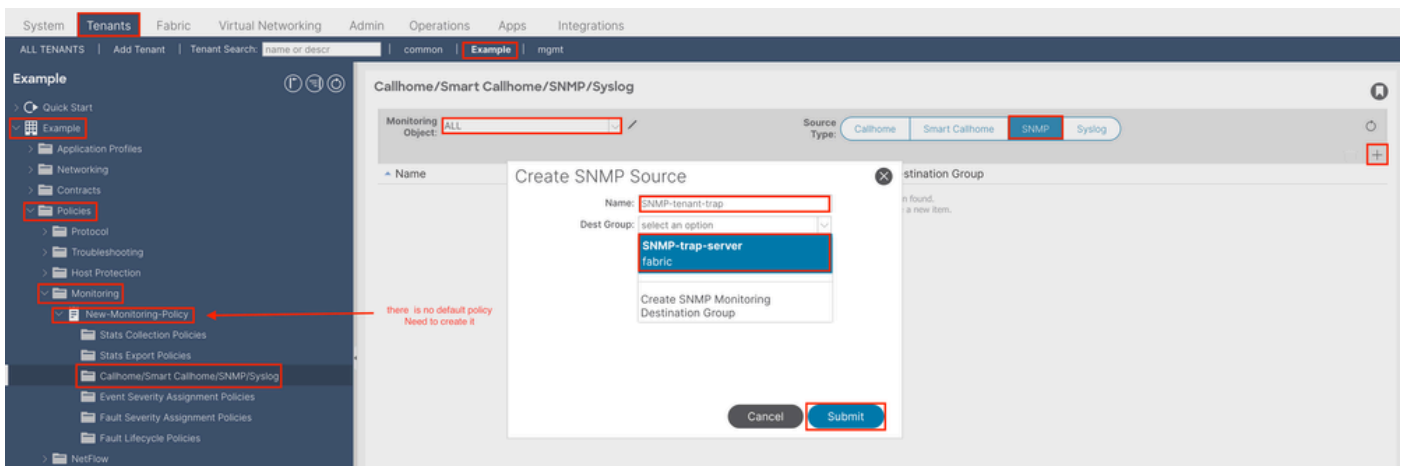 System Tenants Fabric Virtual Networking Admin Operations Apps Integrations
ALL TENANTS | Add Tenant | Tenant Search: name or descr | common | Example | mgmt
Example
Quick Start
Example
Application Profiles
Networking
Contracts
Policies
Protocol
Troubleshooting
Host Protection
Monitoring
New-Monitoring-Policy
Stats Collection Policies
Stats Export Policies
Callhome/Smart Callhome/SNMP/Syslog
Event Severity Assignment Policies
Fault Severity Assignment Policies
Fault Lifecycle Policies
NetFlow
Callhome/Smart Callhome/SNMP/Syslog
Monitoring Object: ALL
Source Type: Callhome Smart Callhome SNMP Syslog
Name
stination Group
n found.
a new item.
there is no default policy
Need to create it
Create SNMP Source
Name: SNMP-tenant-trap
Dest Group: select an option
SNMP-trap-server
fabric
Create SNMP Monitoring
Destination Group
Cancel Submit